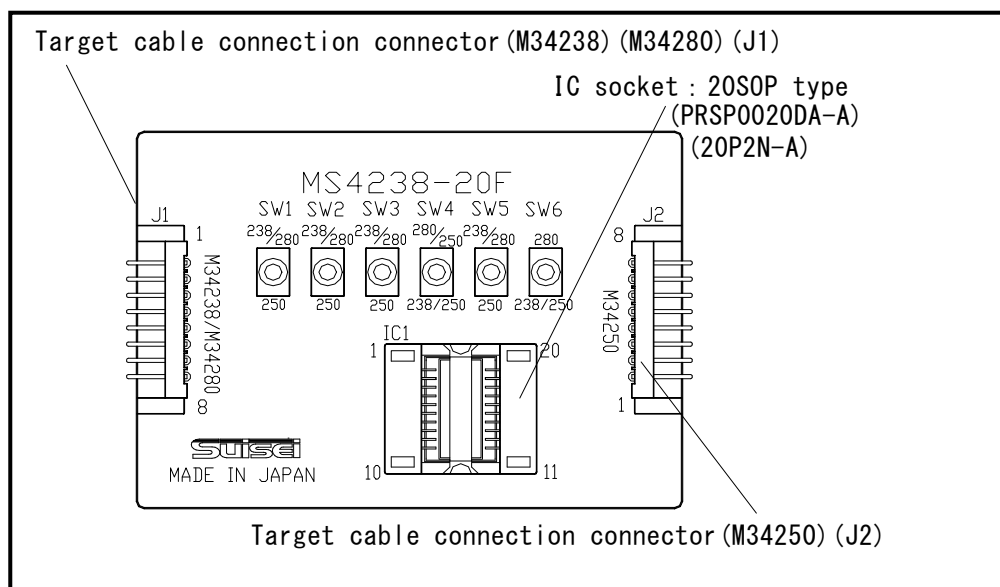 Target cable connection connector(M34238)(M34280)(J1)
IC socket : 20SOP type
(PRSP0020DA-A)
(20P2N-A)
MS4238-20F
SW1 SW2 SW3 SW4 SW5 SW6
238/280 238/280 238/280 280/250 238/280 280
250 250 250 238/250 250 238/250
J1
1
M34238/M34280
8
J2
8
M34250
1
IC1
1 20
10 11
Suisei
MADE IN JAPAN
Target cable connection connector(M34250)(J2)